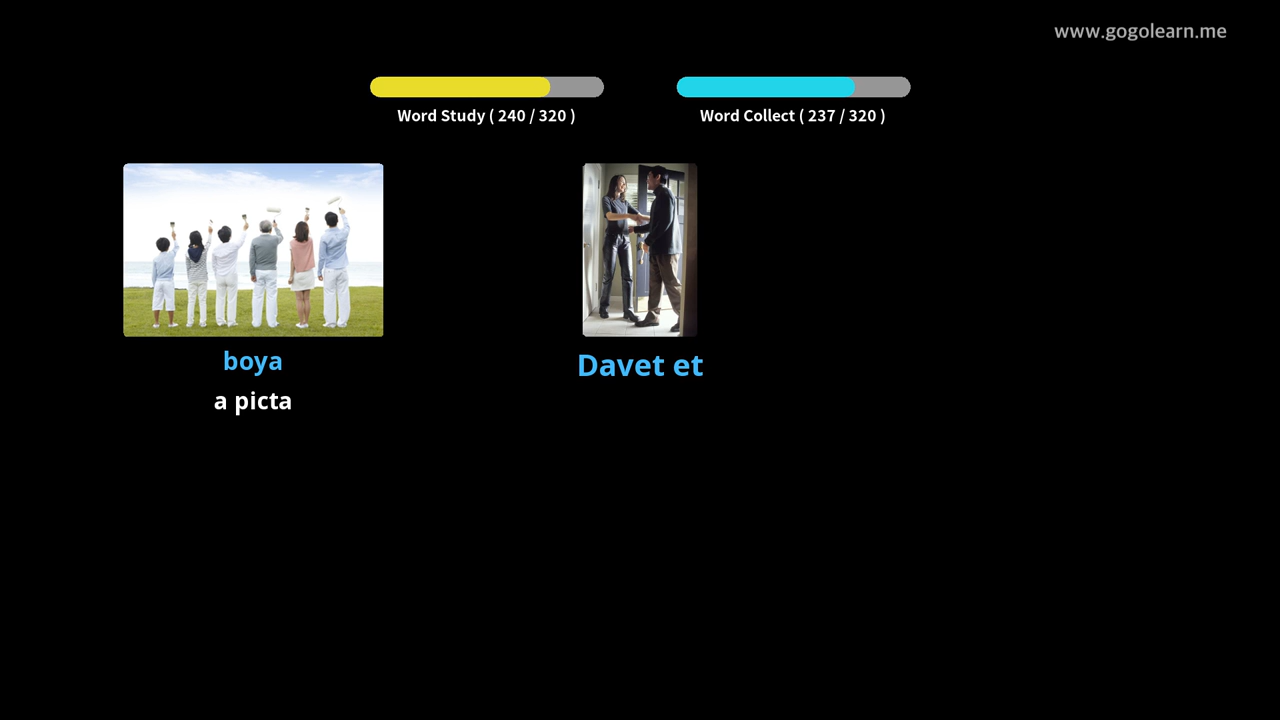 www.gogolearn.me
Word Study ( 240 / 320 )
Word Collect ( 237 / 320 )
boya
a picta
Davet et